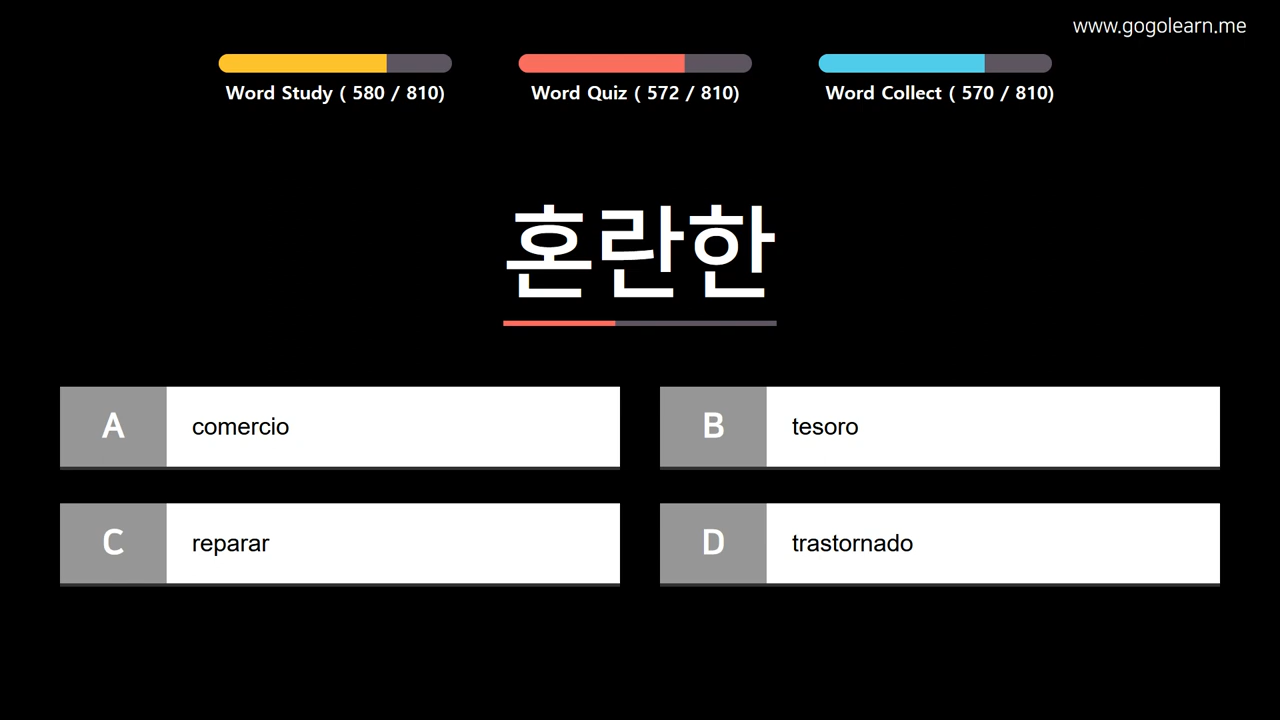 www.gogolearn.me
Word Study ( 580 / 810)
Word Quiz ( 572 / 810)
Word Collect ( 570 / 810)
혼란한
A comercio
B tesoro
C reparar
D trastornado